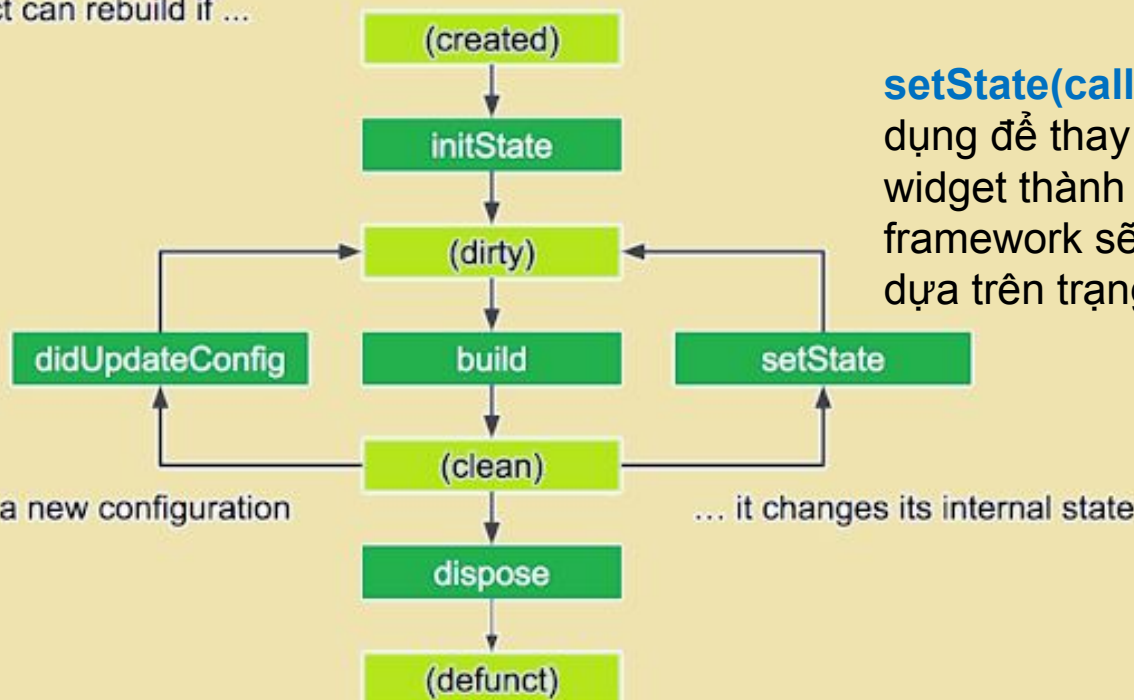 can rebuild if ...
(created)
initState
(dirty)
didUpdateConfig
build
setState
(clean)
a new configuration
... it changes its internal state
dispose
(defunct)
setState(call
dụng để thay
widget thành
framework sẽ
dựa trên